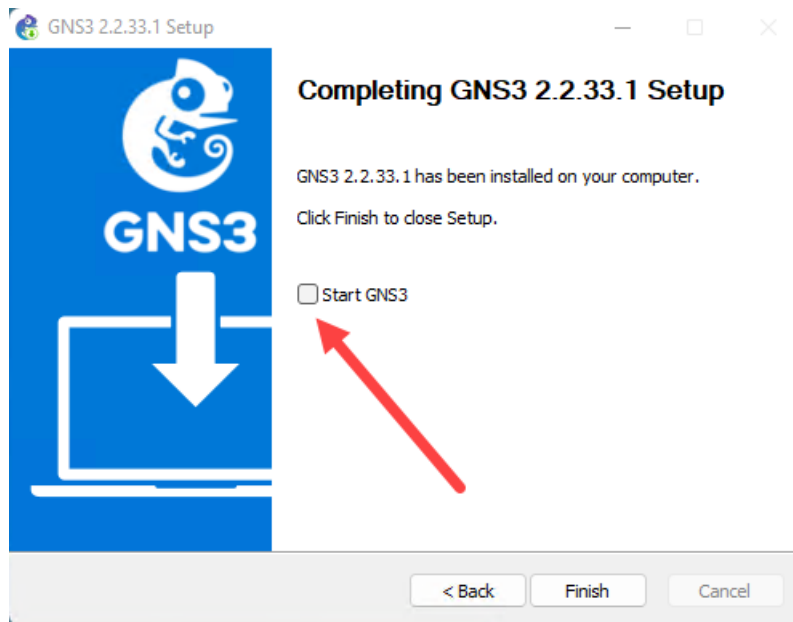 GNS3 2.2.33.1 Setup
GNS3
Completing GNS3 2.2.33.1 Setup
GNS3 2.2.33.1 has been installed on your computer.
Click Finish to close Setup.
Start GNS3
< Back Finish Cancel